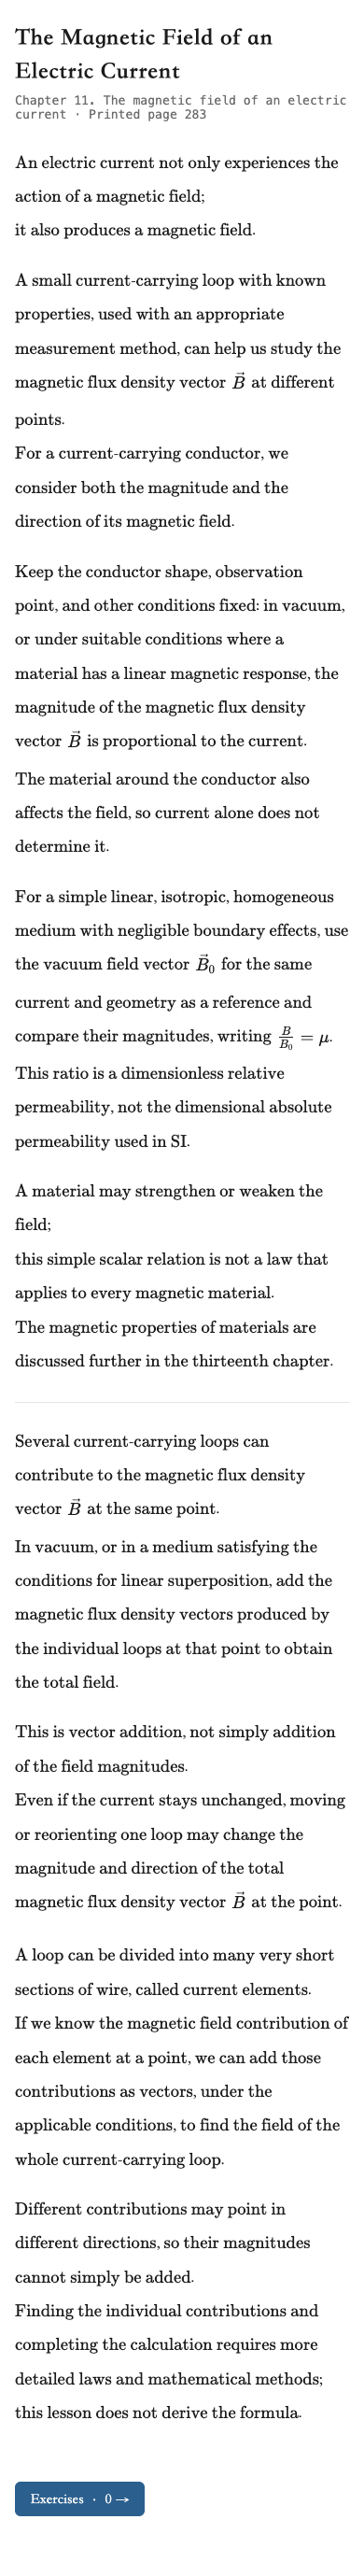 The Magnetic Field of an
Electric Current
Chapter 11. The magnetic field of an electric
current · Printed page 283
An electric current not only experiences the
action of a magnetic field;
it also produces a magnetic field.
A small current-carrying loop with known
properties, used with an appropriate
measurement method, can help us study the
magnetic flux density vector $\vec{B}$ at different
points.
For a current-carrying conductor, we
consider both the magnitude and the
direction of its magnetic field.
Keep the conductor shape, observation
point, and other conditions fixed: in vacuum,
or under suitable conditions where a
material has a linear magnetic response, the
magnitude of the magnetic flux density
vector $\vec{B}$ is proportional to the current.
The material around the conductor also
affects the field, so current alone does not
determine it.
For a simple linear, isotropic, homogeneous
medium with negligible boundary effects, use
the vacuum field vector $\vec{B}_0$ for the same
current and geometry as a reference and
compare their magnitudes, writing $\frac{B}{B_0} = \mu$.
This ratio is a dimensionless relative
permeability, not the dimensional absolute
permeability used in SI.
A material may strengthen or weaken the
field;
this simple scalar relation is not a law that
applies to every magnetic material.
The magnetic properties of materials are
discussed further in the thirteenth chapter.
Several current-carrying loops can
contribute to the magnetic flux density
vector $\vec{B}$ at the same point.
In vacuum, or in a medium satisfying the
conditions for linear superposition, add the
magnetic flux density vectors produced by
the individual loops at that point to obtain
the total field.
This is vector addition, not simply addition
of the field magnitudes.
Even if the current stays unchanged, moving
or reorienting one loop may change the
magnitude and direction of the total
magnetic flux density vector $\vec{B}$ at the point.
A loop can be divided into many very short
sections of wire, called current elements.
If we know the magnetic field contribution of
each element at a point, we can add those
contributions as vectors, under the
applicable conditions, to find the field of the
whole current-carrying loop.
Different contributions may point in
different directions, so their magnitudes
cannot simply be added.
Finding the individual contributions and
completing the calculation requires more
detailed laws and mathematical methods;
this lesson does not derive the formula.
Exercises · 0 →